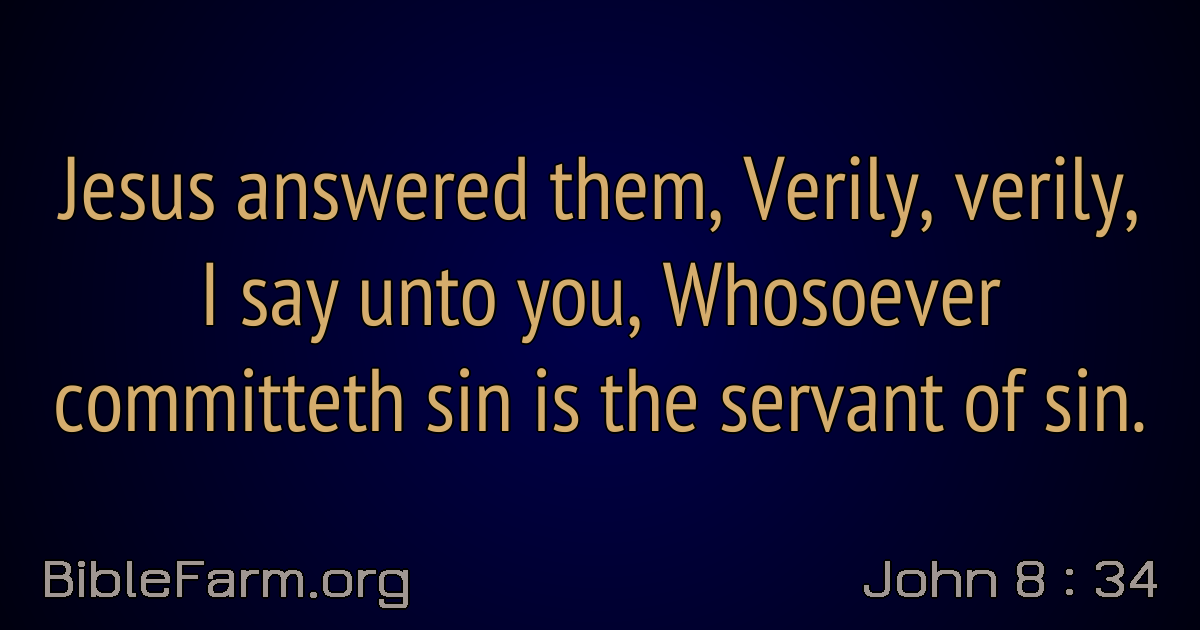 Jesus answered them, Verily, verily,
I say unto you, Whosoever
committeth sin is the servant of sin.
BibleFarm.org
John 8 : 34